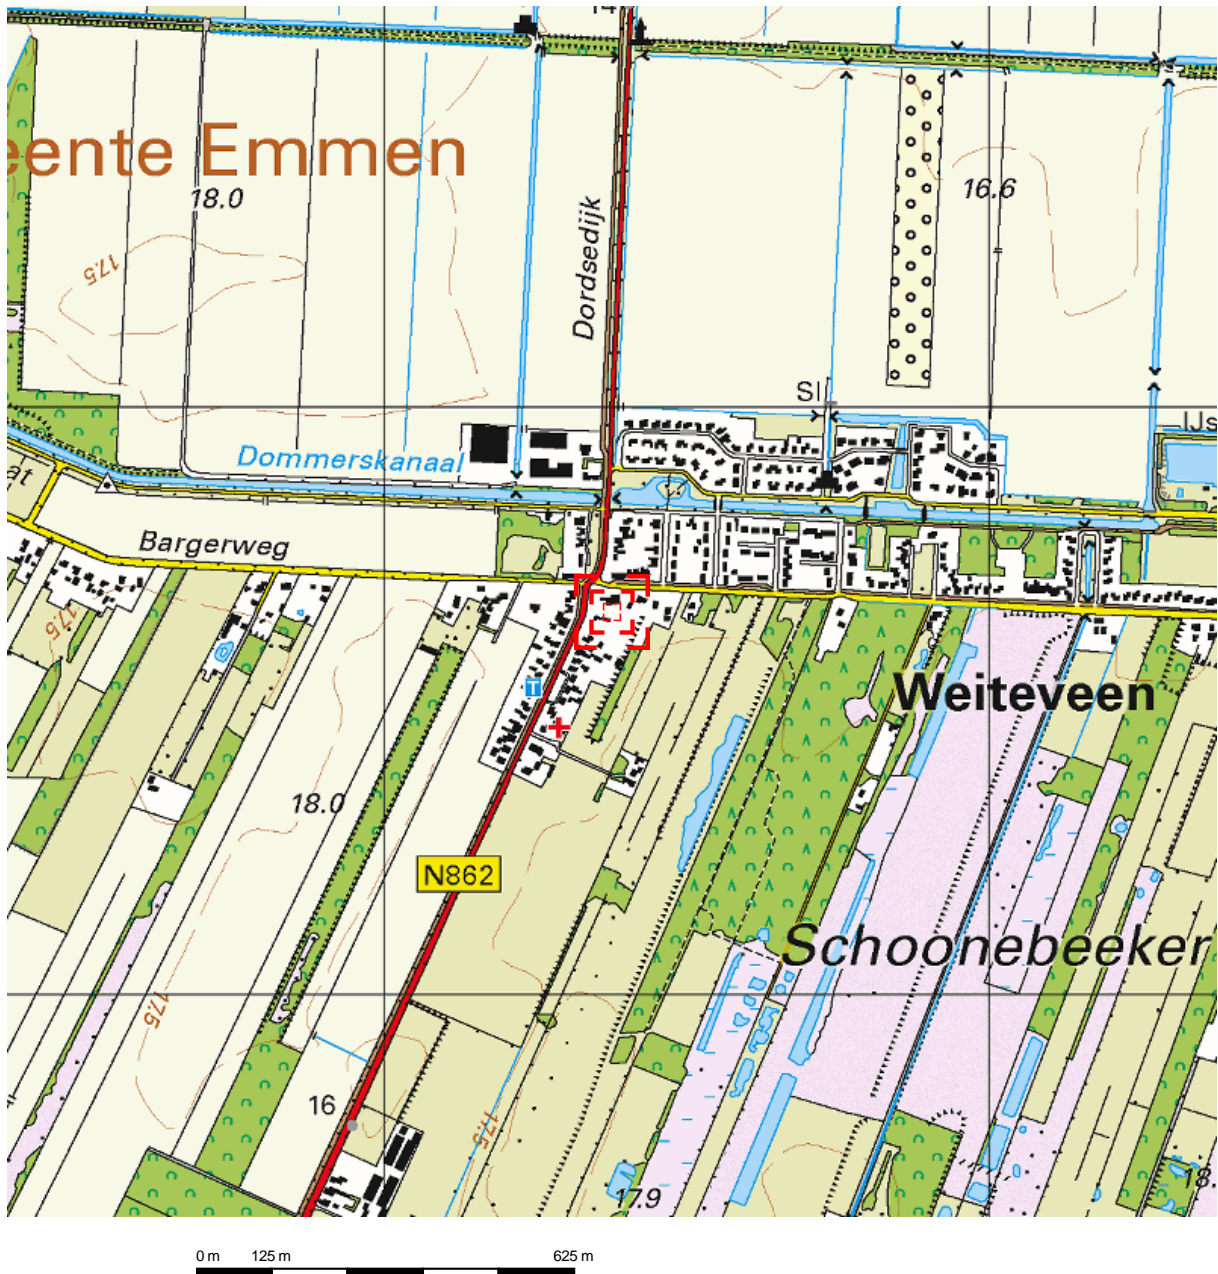 14
eente Emmen
18.0
16.6
17.5
Dordsedijk
Sl
IJs
Dommerskanaal
at
Bargerweg
17.5
T
Weiteveen
18.0
N862
Schoonebeeker
17.5
16
17.5
17.9
18.
0 m 125 m 625 m